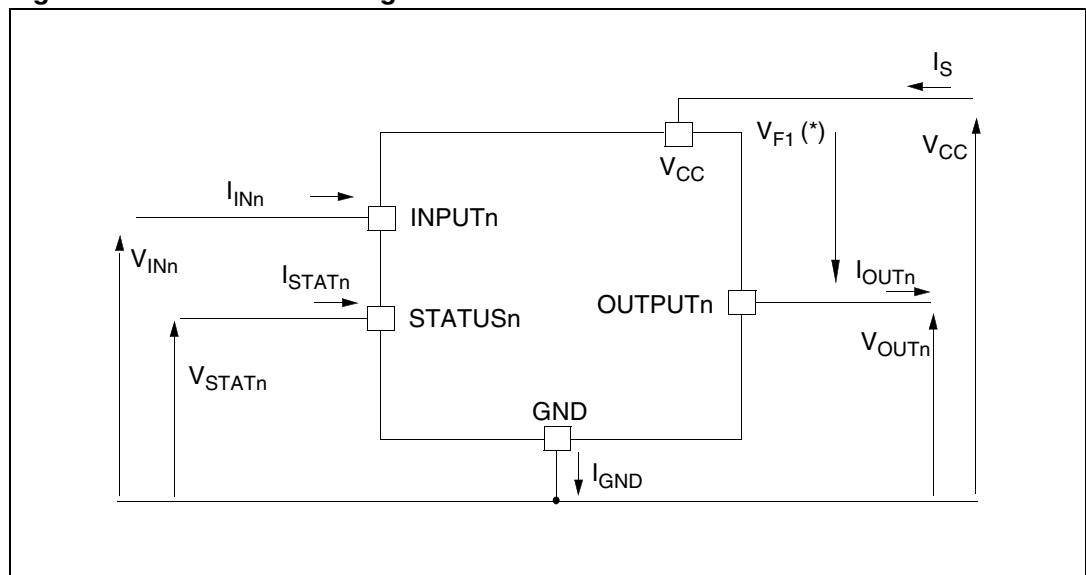 I_S
V_F1 (*)
V_CC
V_CC
I_INn
INPUTn
V_INn
I_STATn
I_OUTn
OUTPUTn
STATUSn
V_OUTn
V_STATn
GND
I_GND